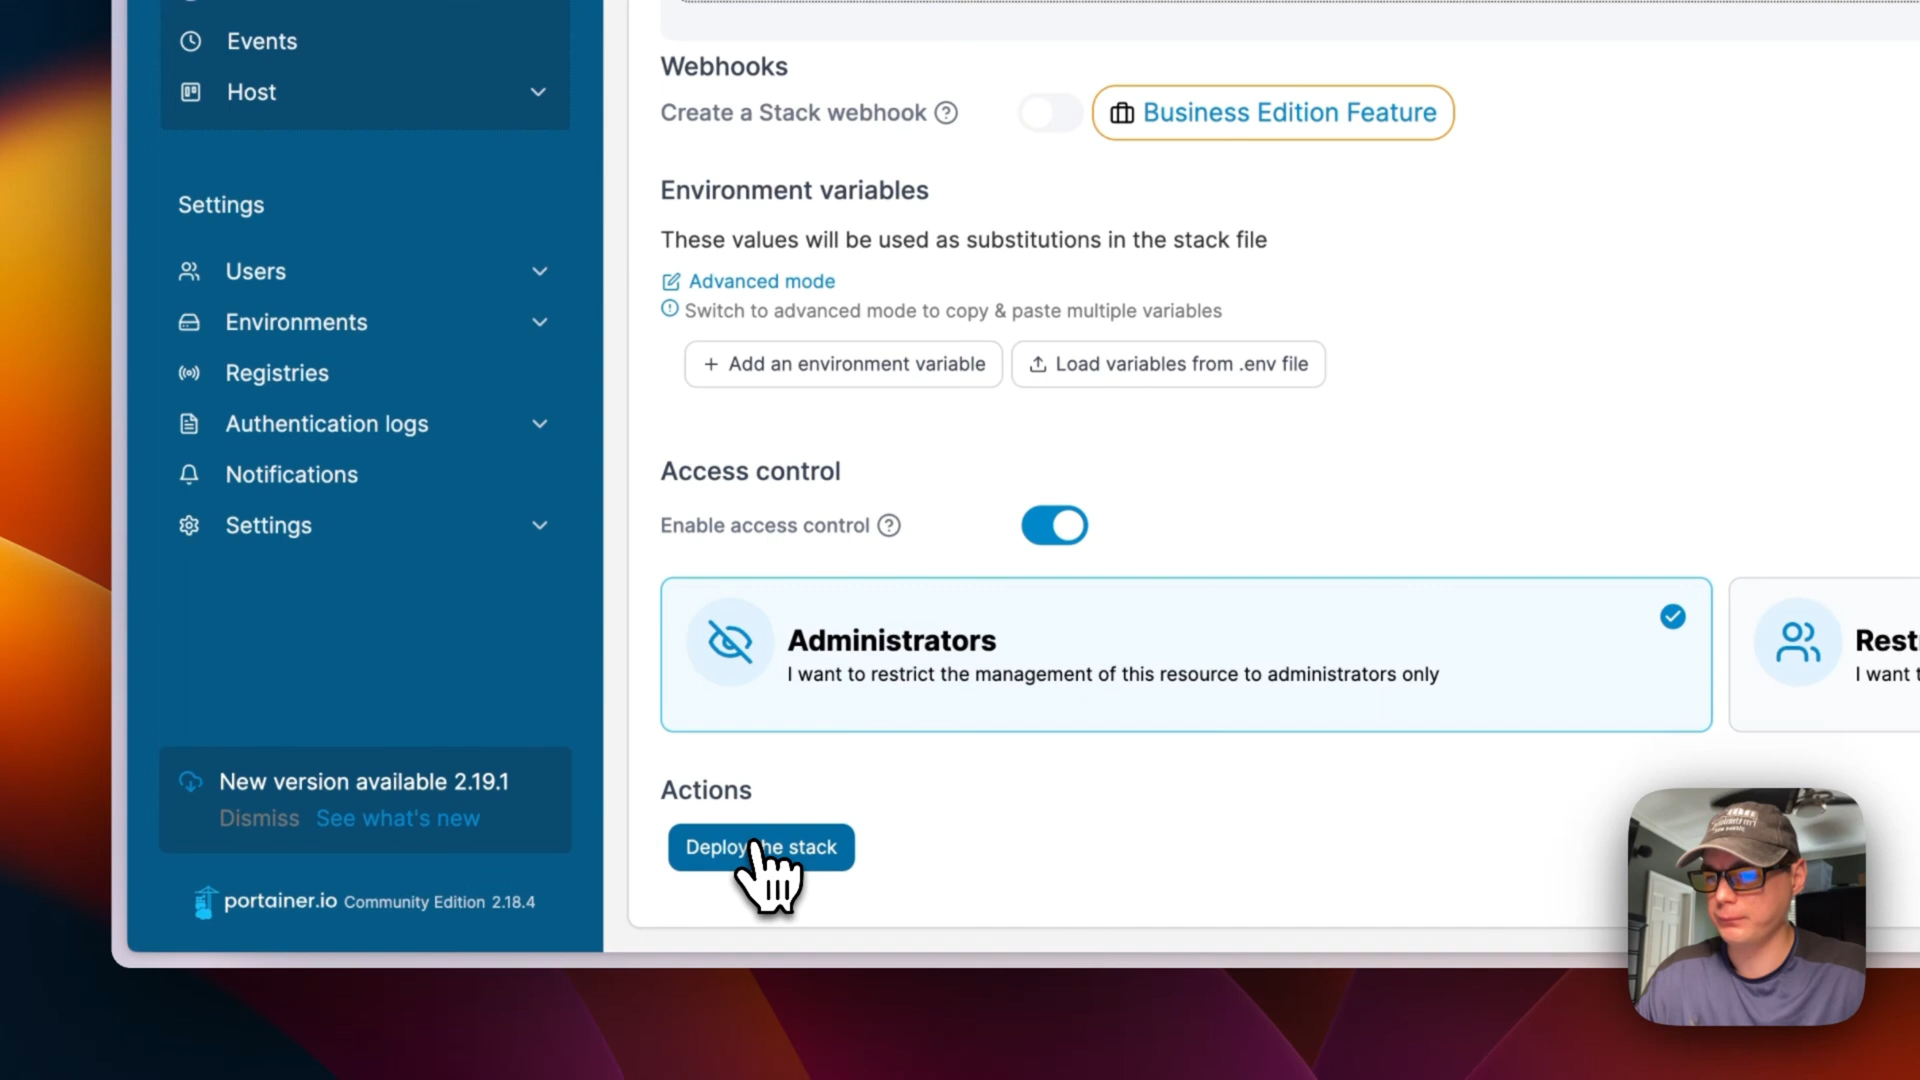 Events
Host
Settings
Users
Environments
Registries
Authentication logs
Notifications
Settings
New version available 2.19.1
Dismiss See what's new
portainer.io Community Edition 2.18.4
Webhooks
Create a Stack webhook
Business Edition Feature
Environment variables
These values will be used as substitutions in the stack file
Advanced mode
Switch to advanced mode to copy & paste multiple variables
+ Add an environment variable
Load variables from .env file
Access control
Enable access control
Administrators
I want to restrict the management of this resource to administrators only
Rest
I want t
Actions
Deploy the stack